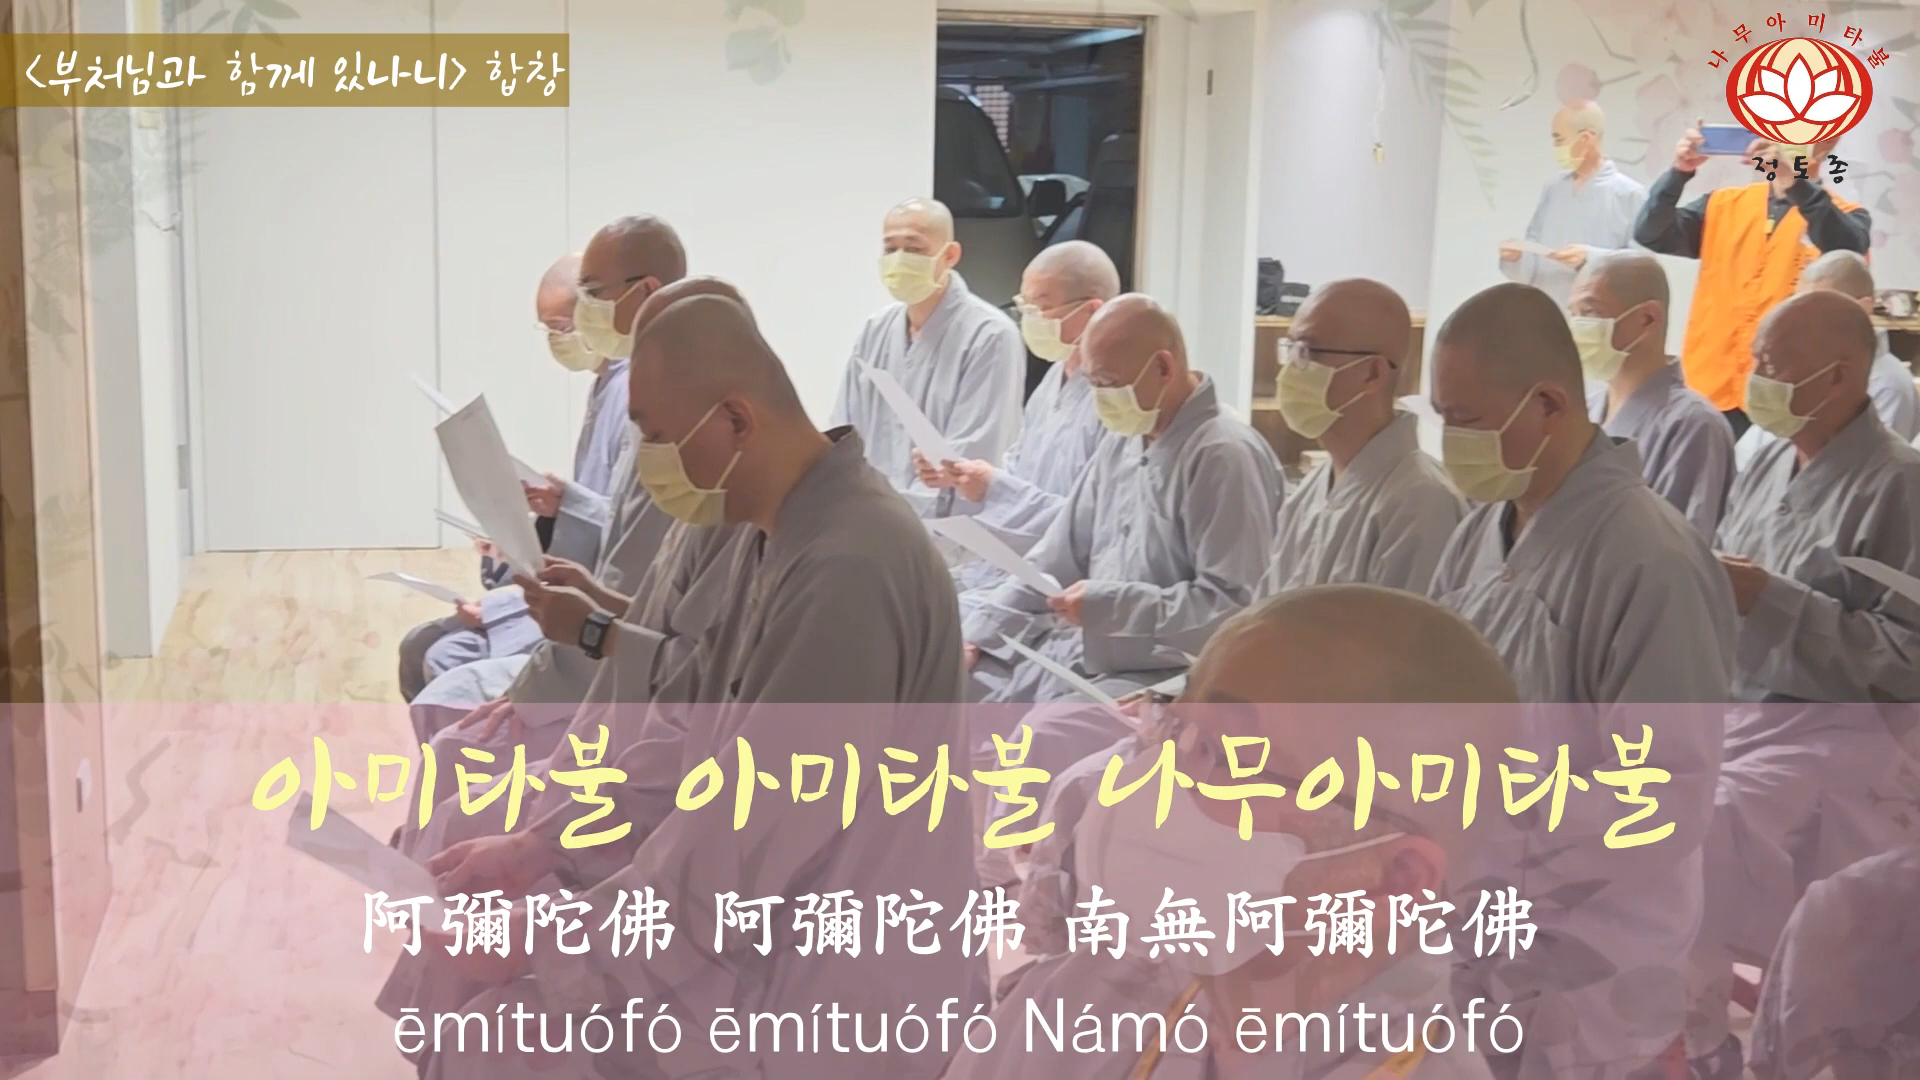 <부처님과 함께 있나니> 합창
나무아미타불
정토종
아미타불 아미타불 나무아미타불
阿彌陀佛 阿彌陀佛 南無阿彌陀佛
ēmítuófó ēmítuófó Námó ēmítuófó